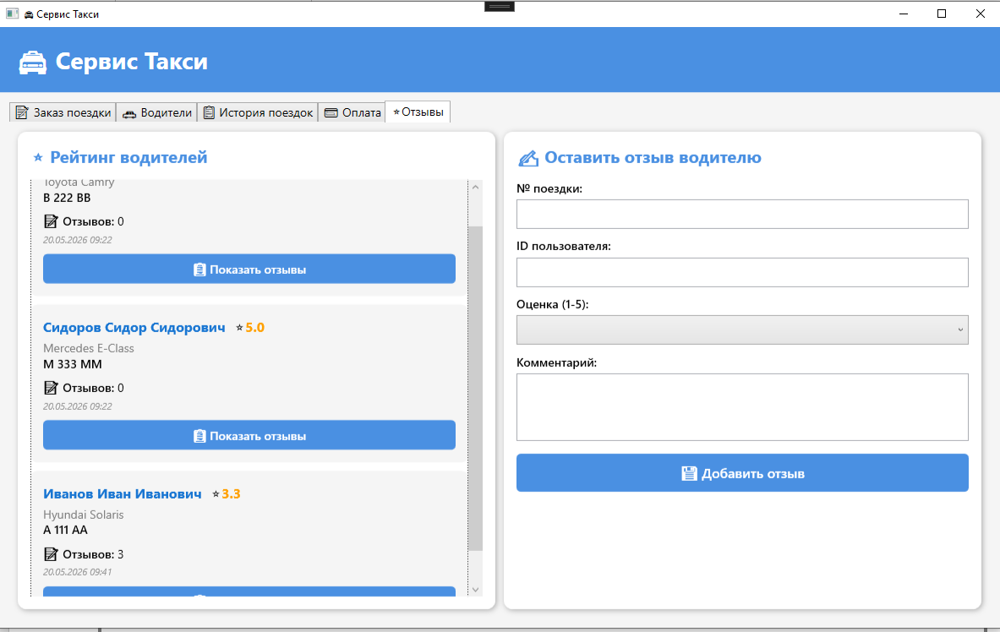 Сервис Такси
Сервис Такси
Заказ поездки
Водители
История поездок
Оплата
Отзывы
Рейтинг водителей
Toyota Camry
В 222 ВВ
Отзывов: 0
20.05.2026 09:22
Показать отзывы
Сидоров Сидор Сидорович 5.0
Mercedes E-Class
М 333 ММ
Отзывов: 0
20.05.2026 09:22
Показать отзывы
Иванов Иван Иванович 3.3
Hyundai Solaris
А 111 АА
Отзывов: 3
20.05.2026 09:41
Оставить отзыв водителю
№ поездки:
ID пользователя:
Оценка (1-5):
Комментарий:
Добавить отзыв